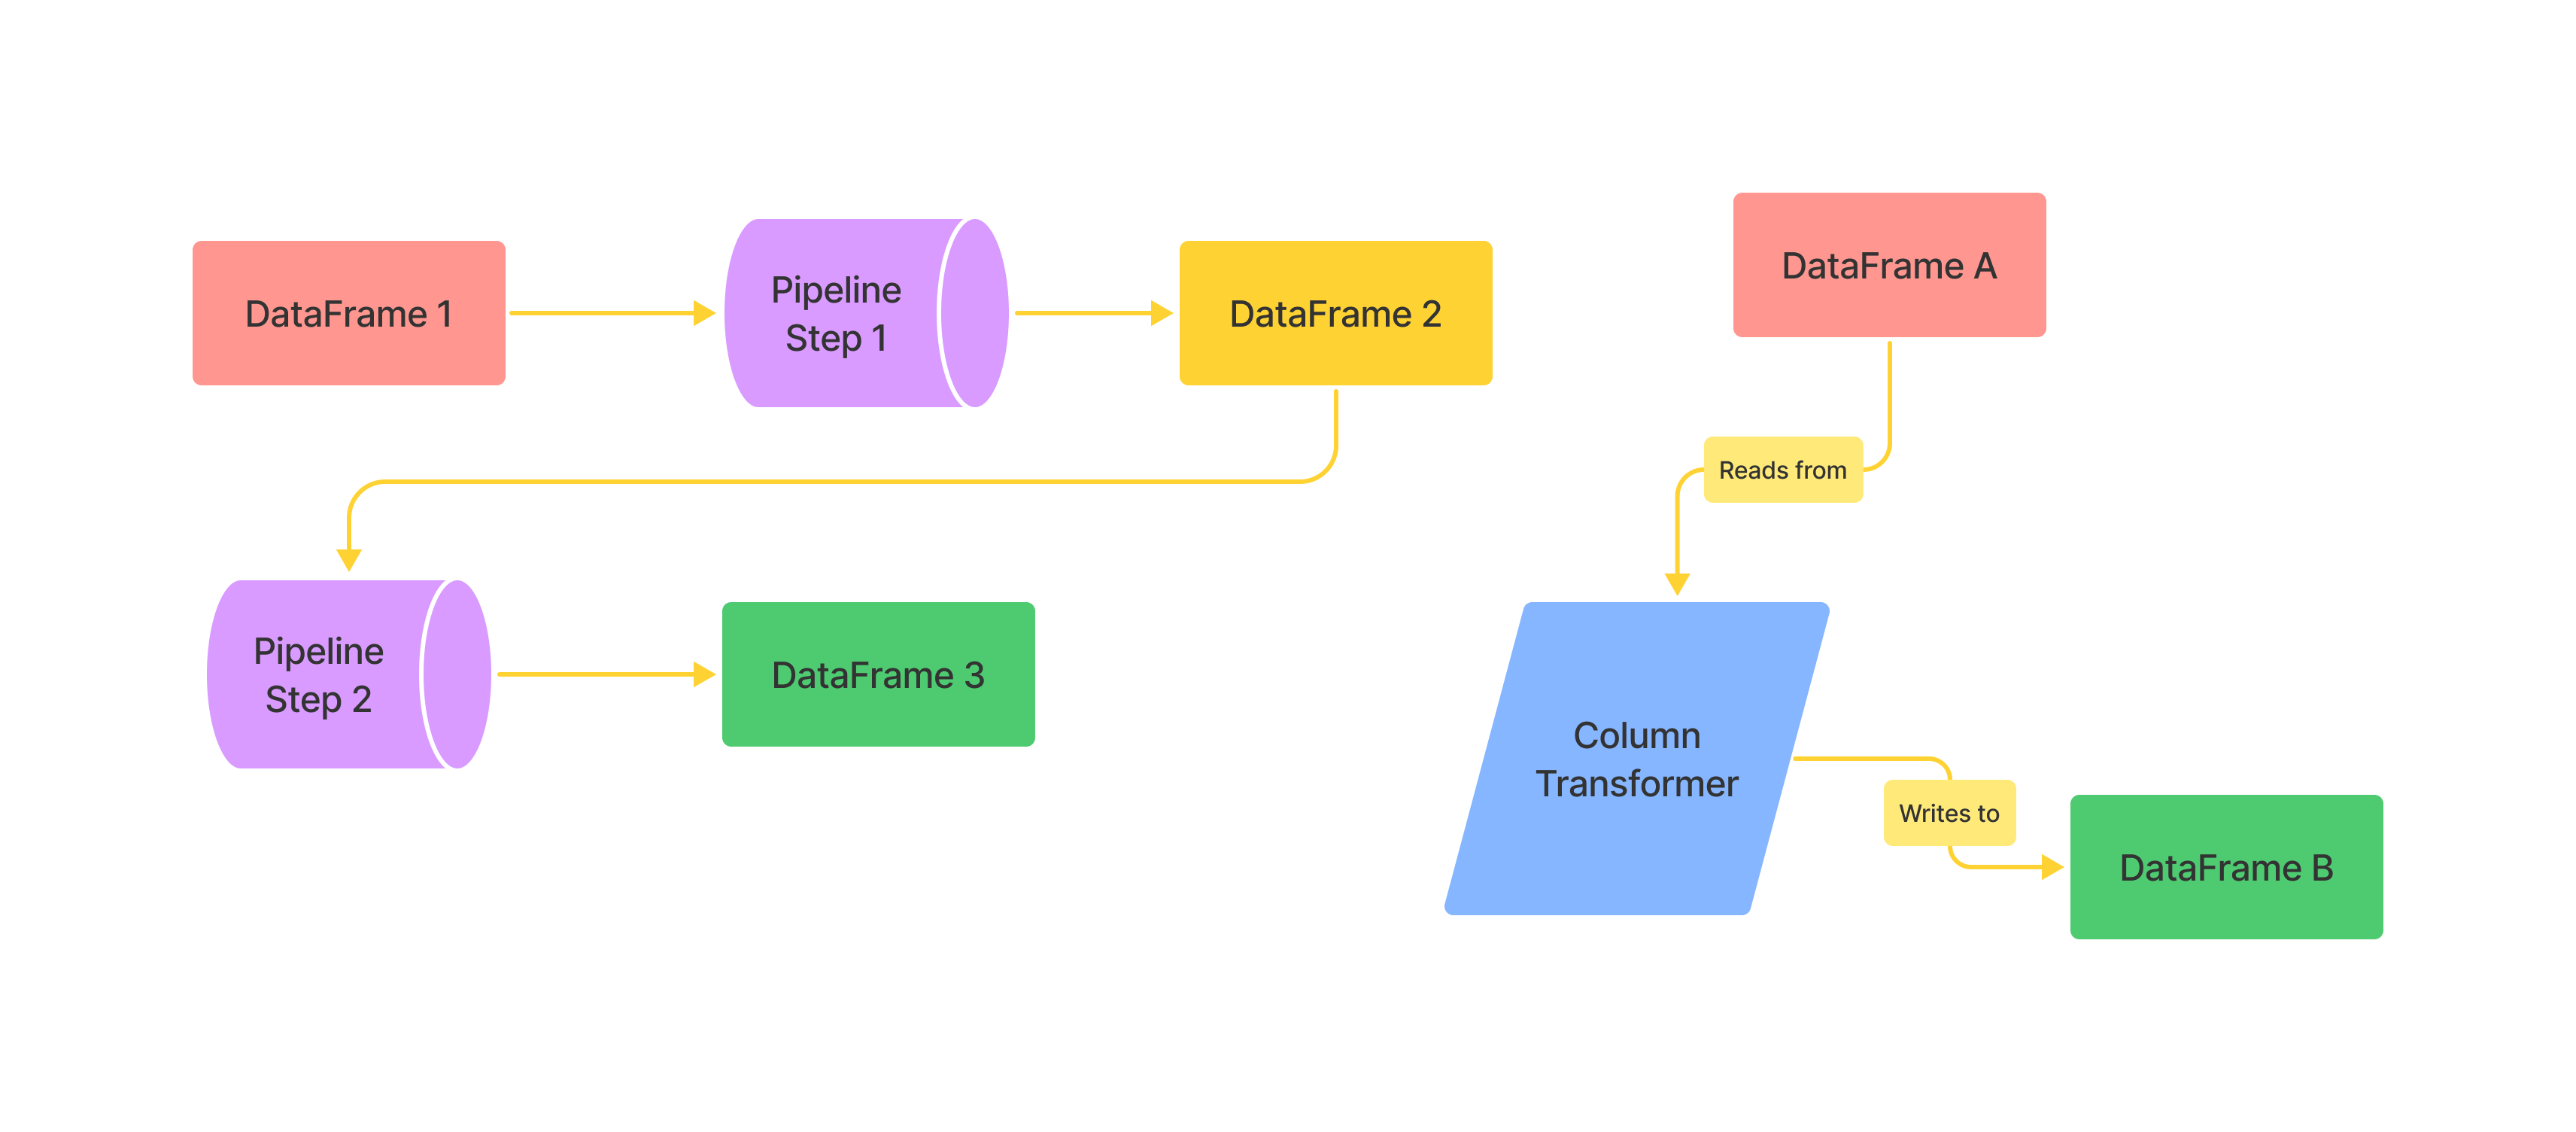 DataFrame 1
Pipeline
Step 1
DataFrame 2
Pipeline
Step 2
DataFrame 3
DataFrame A
Reads from
Column
Transformer
Writes to
DataFrame B